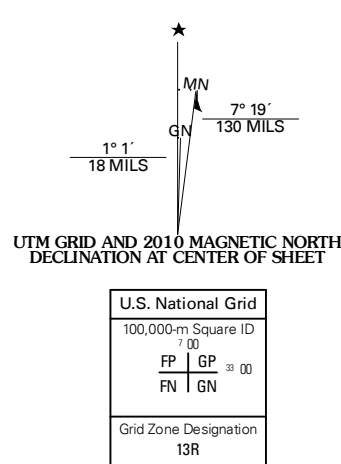 ★
MN
GN
7° 19´
130 MILS
1° 1´
18 MILS
UTM GRID AND 2010 MAGNETIC NORTH
DECLINATION AT CENTER OF SHEET
U.S. National Grid
100,000-m Square ID
7 00
FP GP 33 00
FN GN
Grid Zone Designation
13R